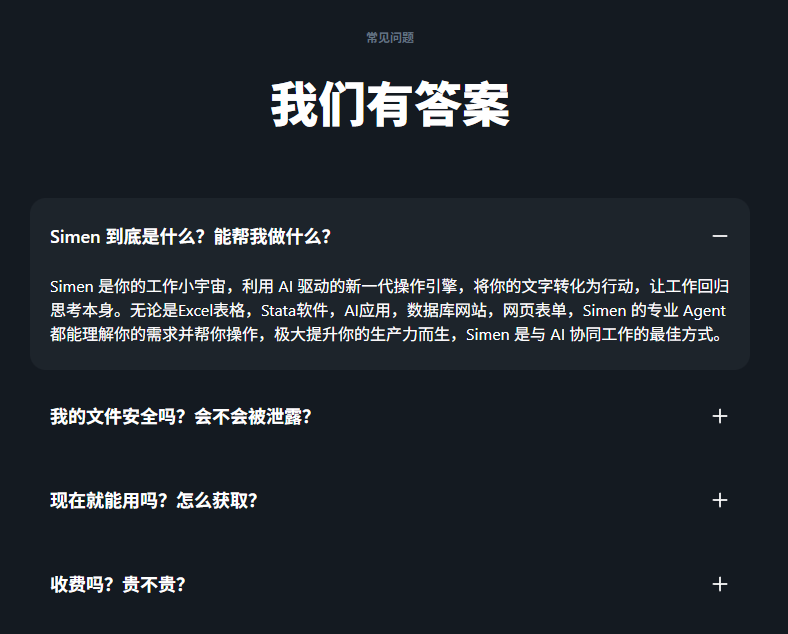 常见问题
我们有答案
Simen 到底是什么？能帮我做什么？
Simen 是你的工作小宇宙，利用 AI 驱动的新一代操作引擎，将你的文字转化为行动，让工作回归
思考本身。无论是Excel表格，Stata软件，AI应用，数据库网站，网页表单，Simen 的专业 Agent
都能理解你的需求并帮你操作，极大提升你的生产力而生，Simen 是与 AI 协同工作的最佳方式。
我的文件安全吗？会不会被泄露？
现在就能用吗？怎么获取？
收费吗？贵不贵？